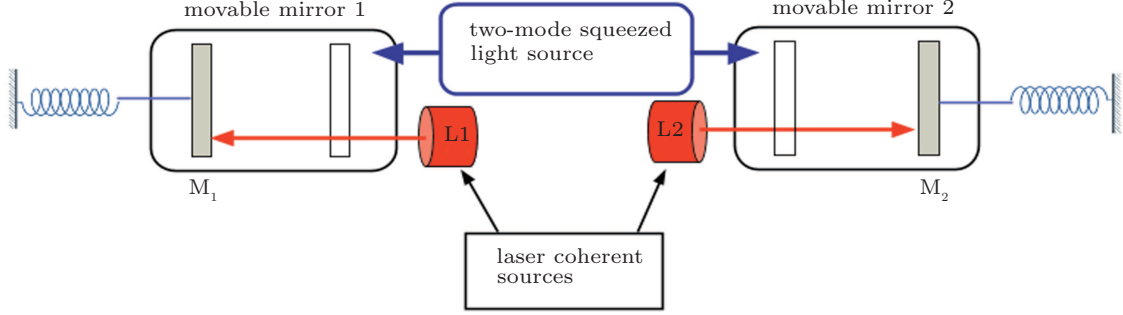 movable mirror 1
two-mode squeezed
light source
movable mirror 2
L1
L2
M1
M2
laser coherent
sources